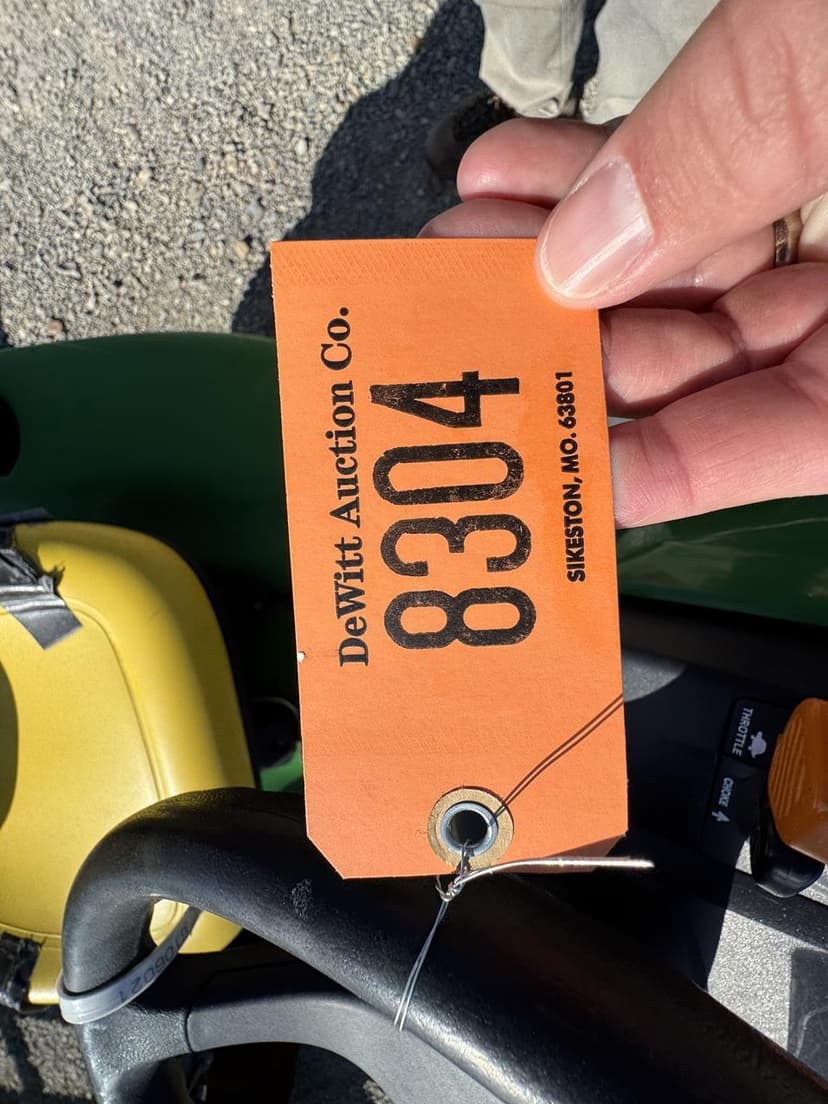 DeWitt Auction Co.
8304
SIKESTON, MO. 63801
THROTTLE
CHOKE